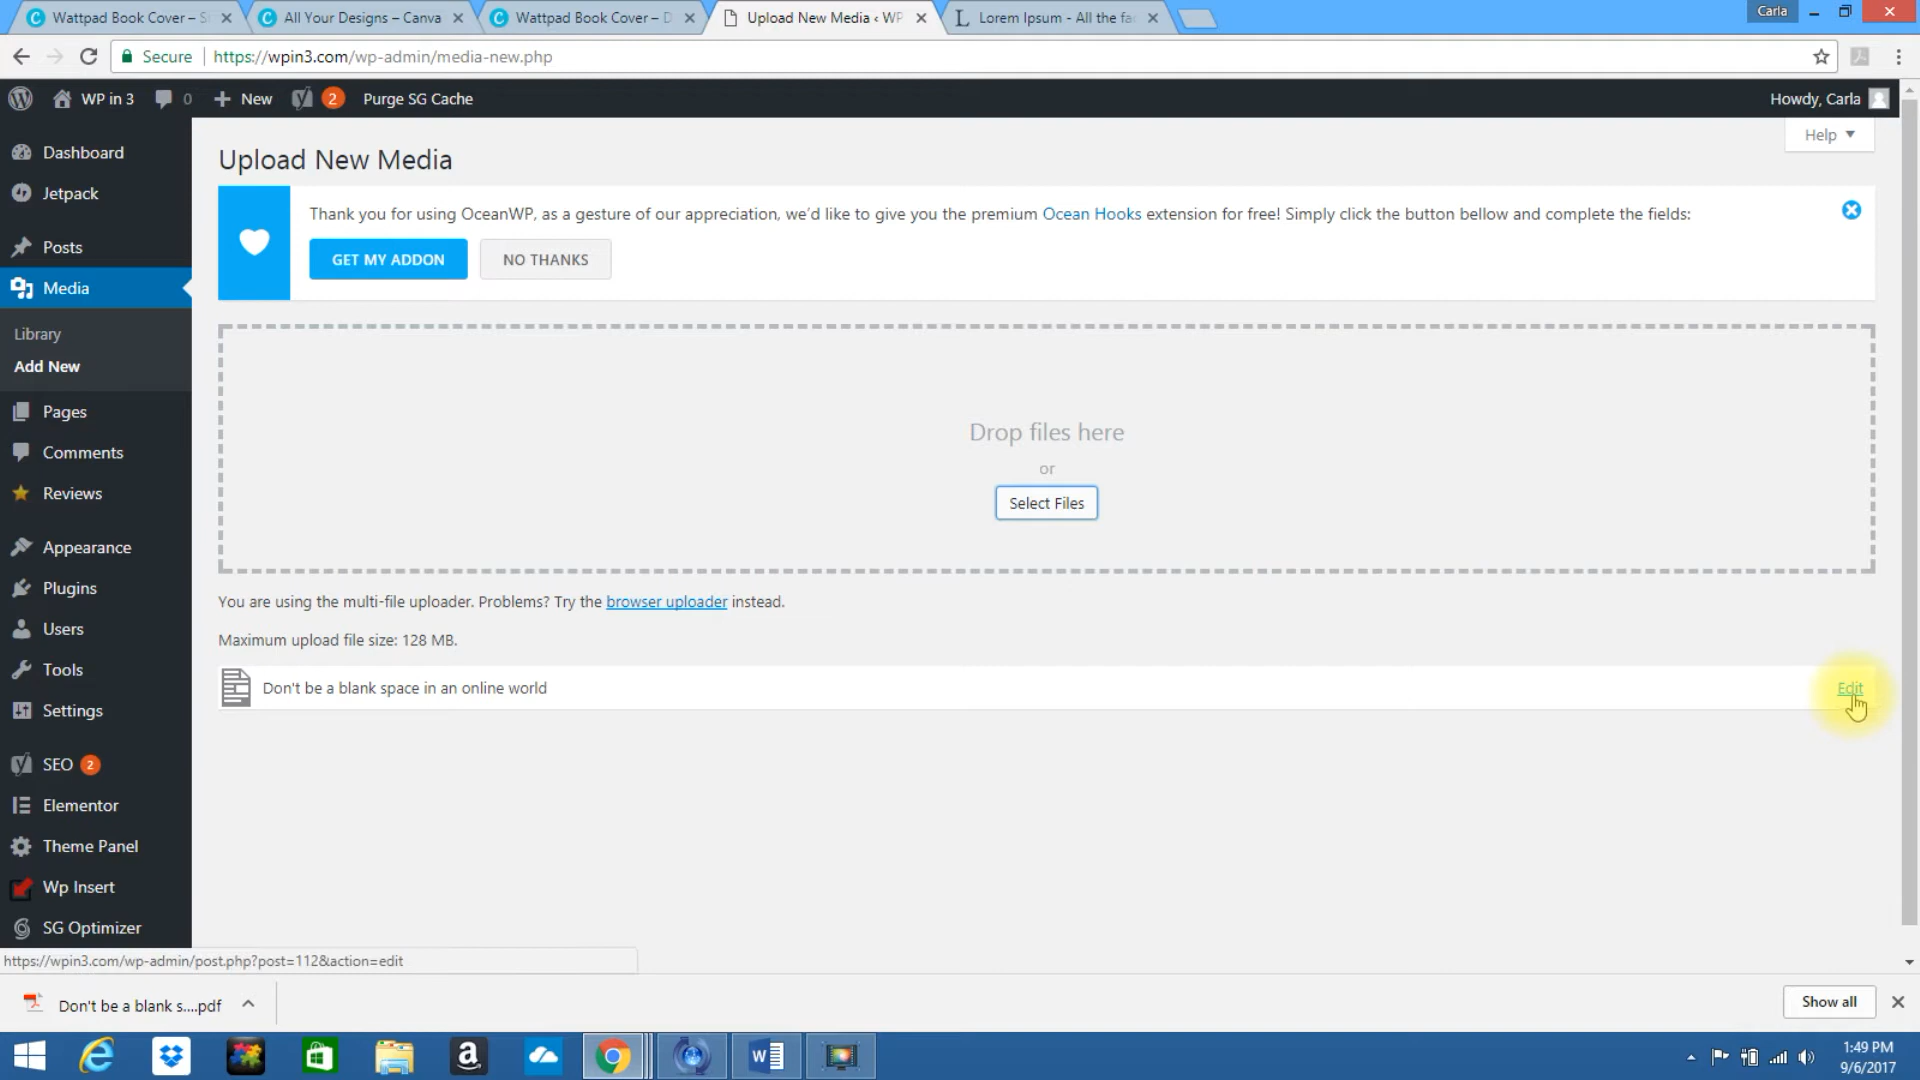 Wattpad Book Cover – S
All Your Designs – Canva
Wattpad Book Cover – D
Upload New Media ‹ WP
Lorem Ipsum - All the fac
Carla
Secure
https://wpin3.com/wp-admin/media-new.php
WP in 3
0
New
2
Purge SG Cache
Howdy, Carla
Help
Dashboard
Jetpack
Posts
Media
Library
Add New
Pages
Comments
Reviews
Appearance
Plugins
Users
Tools
Settings
SEO 2
Elementor
Theme Panel
Wp Insert
SG Optimizer
Upload New Media
Thank you for using OceanWP, as a gesture of our appreciation, we'd like to give you the premium Ocean Hooks extension for free! Simply click the button bellow and complete the fields:
GET MY ADDON
NO THANKS
Drop files here
or
Select Files
You are using the multi-file uploader. Problems? Try the browser uploader instead.
Maximum upload file size: 128 MB.
Don't be a blank space in an online world
Edit
https://wpin3.com/wp-admin/post.php?post=112&action=edit
Don't be a blank s....pdf
Show all
1:49 PM
9/6/2017